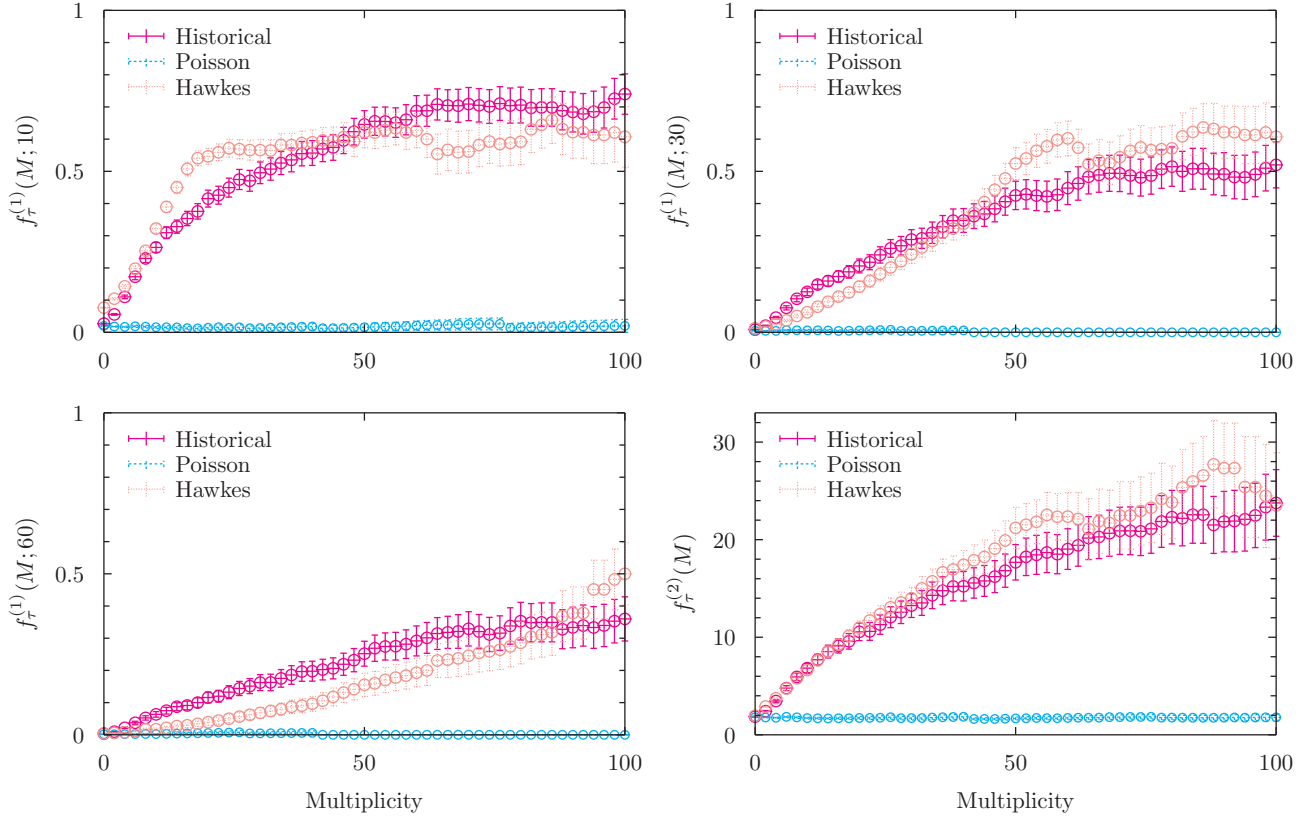 1
0.5
0
f_τ^{(1)}(M; 10)
Historical
Poisson
Hawkes
0
50
100
1
0.5
0
f_τ^{(1)}(M; 30)
Historical
Poisson
Hawkes
0
50
100
1
0.5
0
f_τ^{(1)}(M; 60)
Historical
Poisson
Hawkes
0
50
100
Multiplicity
30
20
10
0
f_τ^{(2)}(M)
Historical
Poisson
Hawkes
0
50
100
Multiplicity